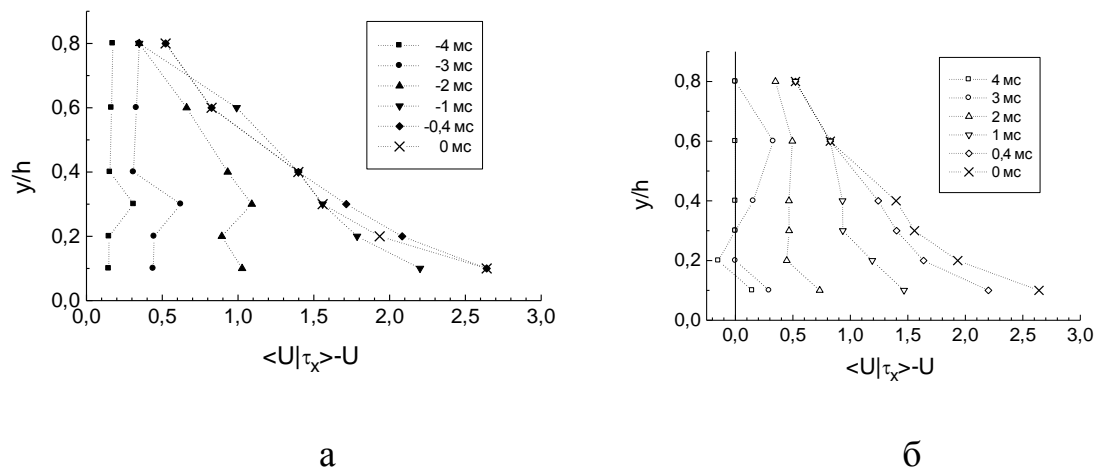 -4 мс
-3 мс
-2 мс
-1 мс
-0,4 мс
0 мс
0,8
0,6
0,4
0,2
0,0
y/h
0,0 0,5 1,0 1,5 2,0 2,5 3,0
<U|τx>-U
а
4 мс
3 мс
2 мс
1 мс
0,4 мс
0 мс
0,8
0,6
0,4
0,2
0,0
y/h
0,0 0,5 1,0 1,5 2,0 2,5 3,0
<U|τx>-U
б